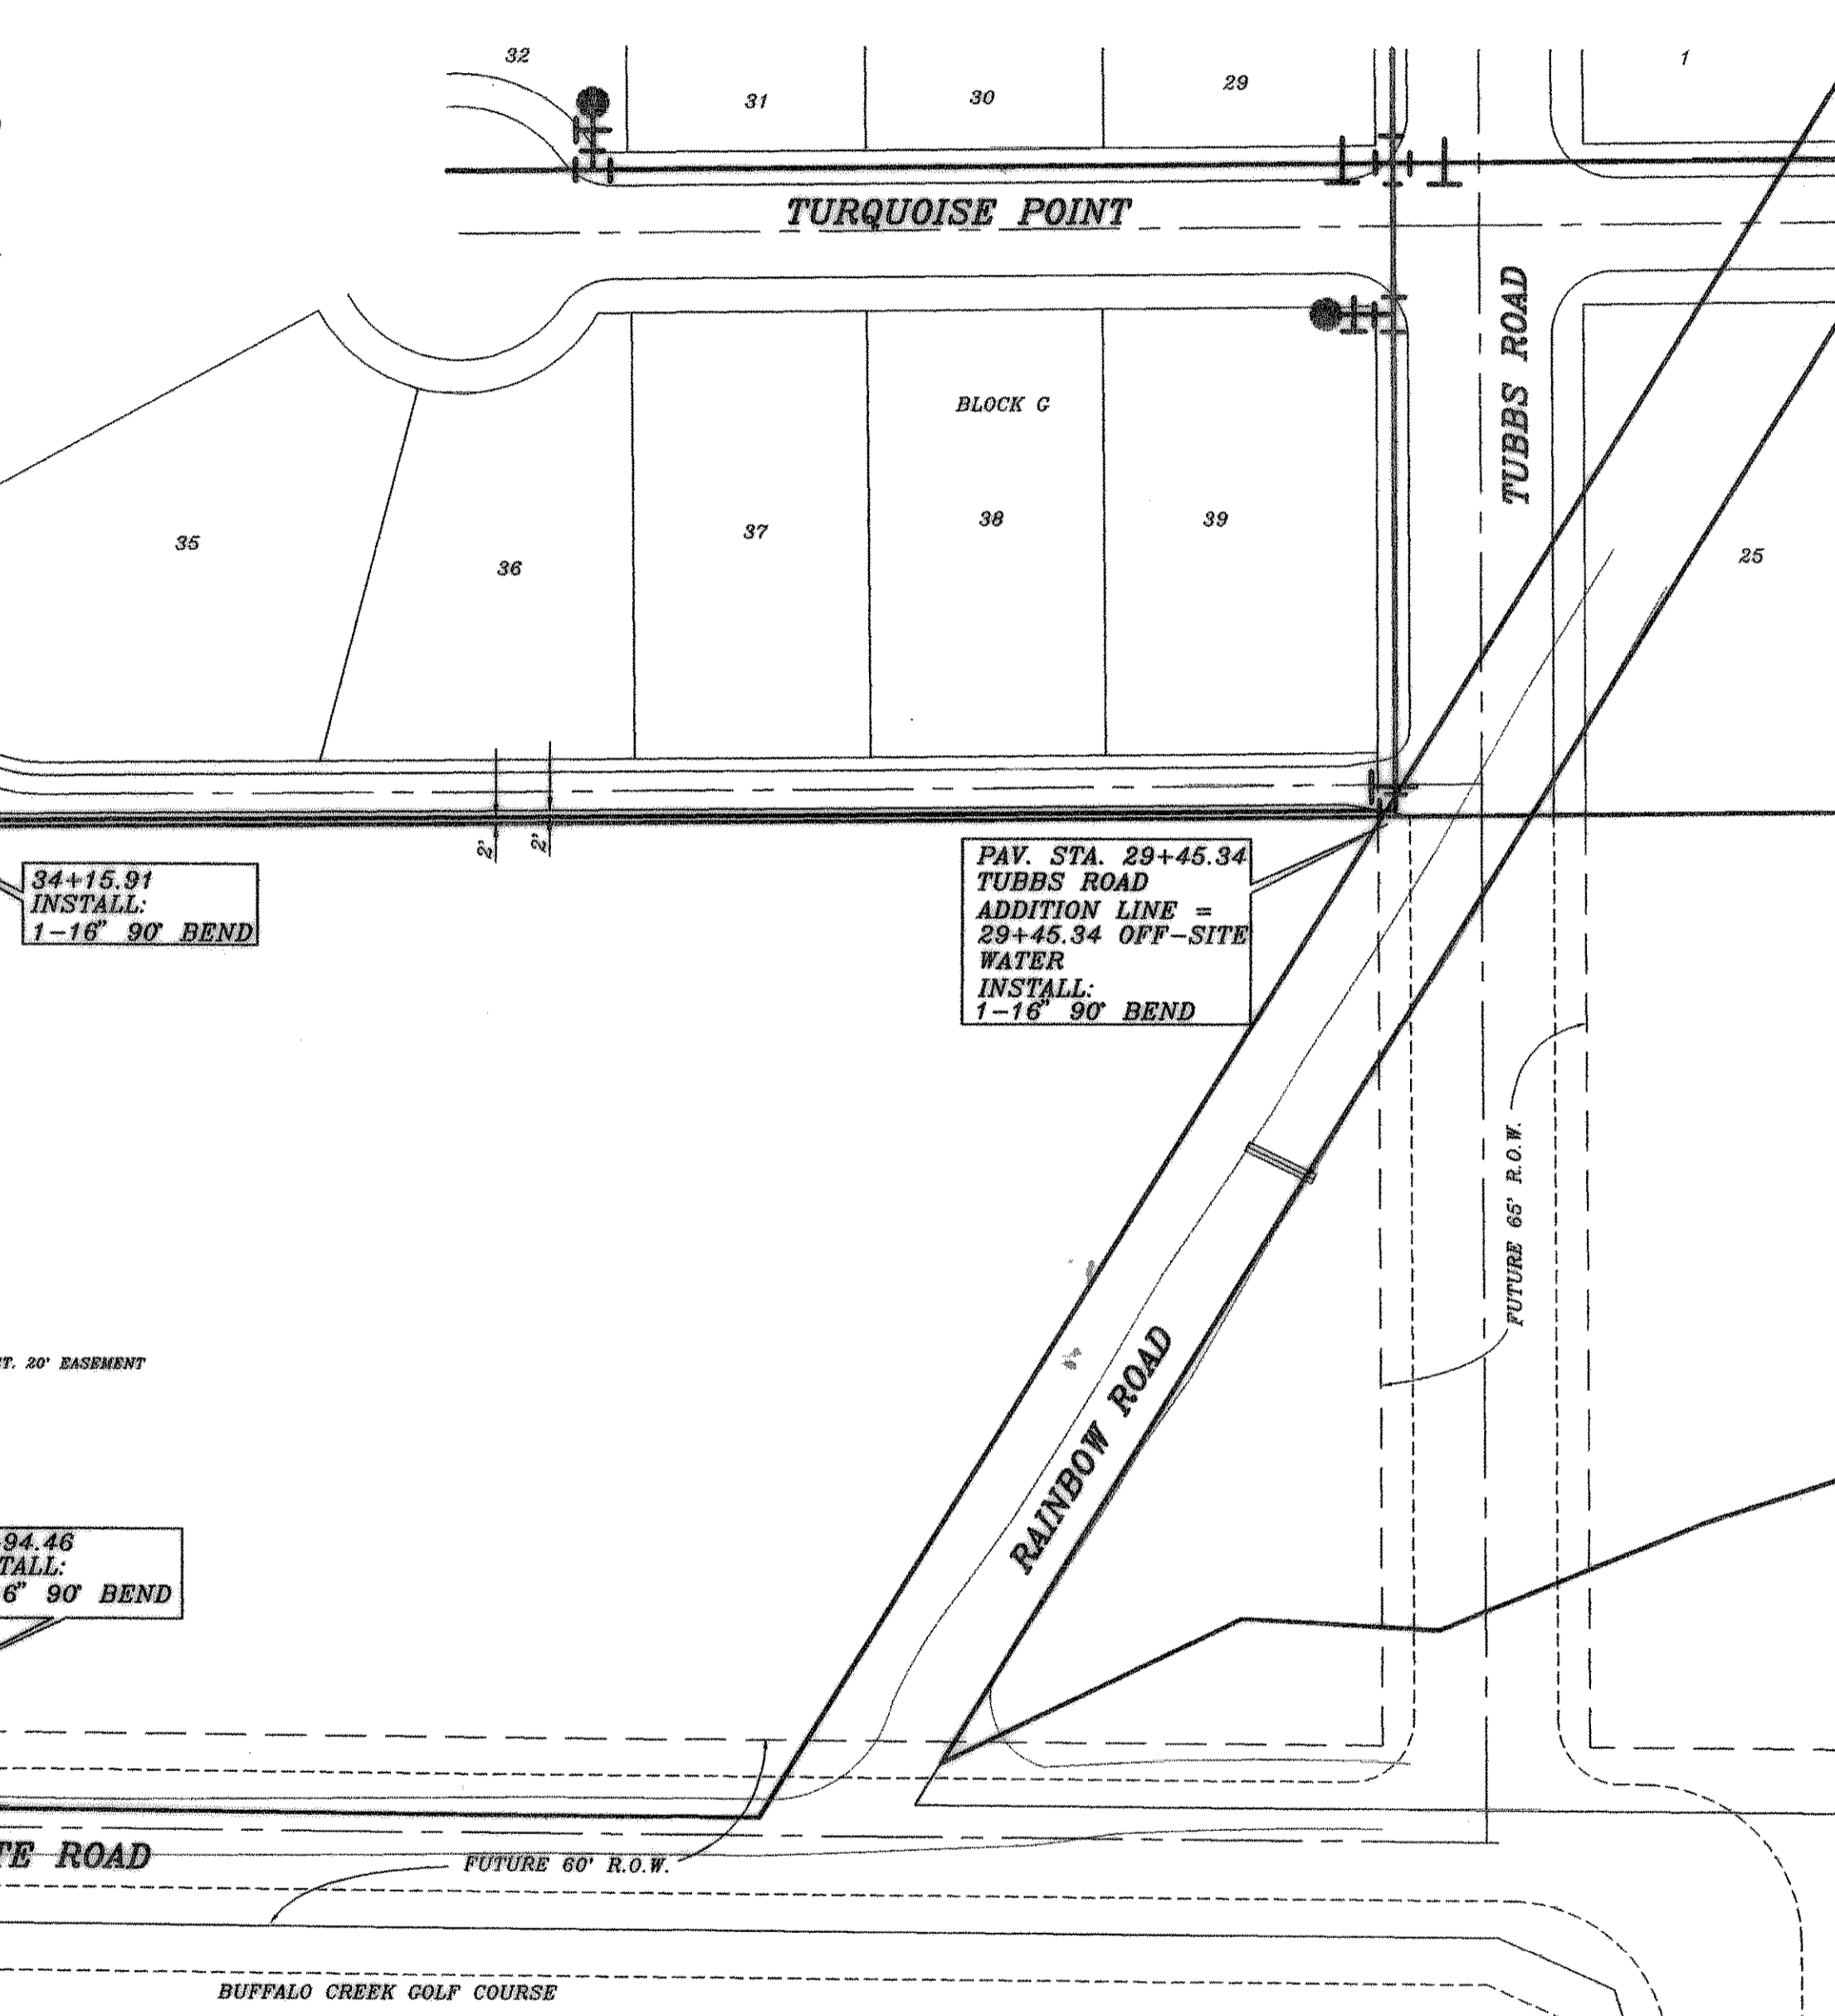 32
31
30
29
1
TURQUOISE POINT
TUBBS ROAD
BLOCK G
35
36
37
38
39
25
2'
2'
34+15.91
INSTALL:
1-16" 90° BEND
PAV. STA. 29+45.34
TUBBS ROAD
ADDITION LINE =
29+45.34 OFF-SITE
WATER
INSTALL:
1-16" 90° BEND
FUTURE 65' R.O.W.
RAINBOW ROAD
20' EASEMENT
94.46
6" 90° BEND
ROAD
FUTURE 60' R.O.W.
BUFFALO CREEK GOLF COURSE